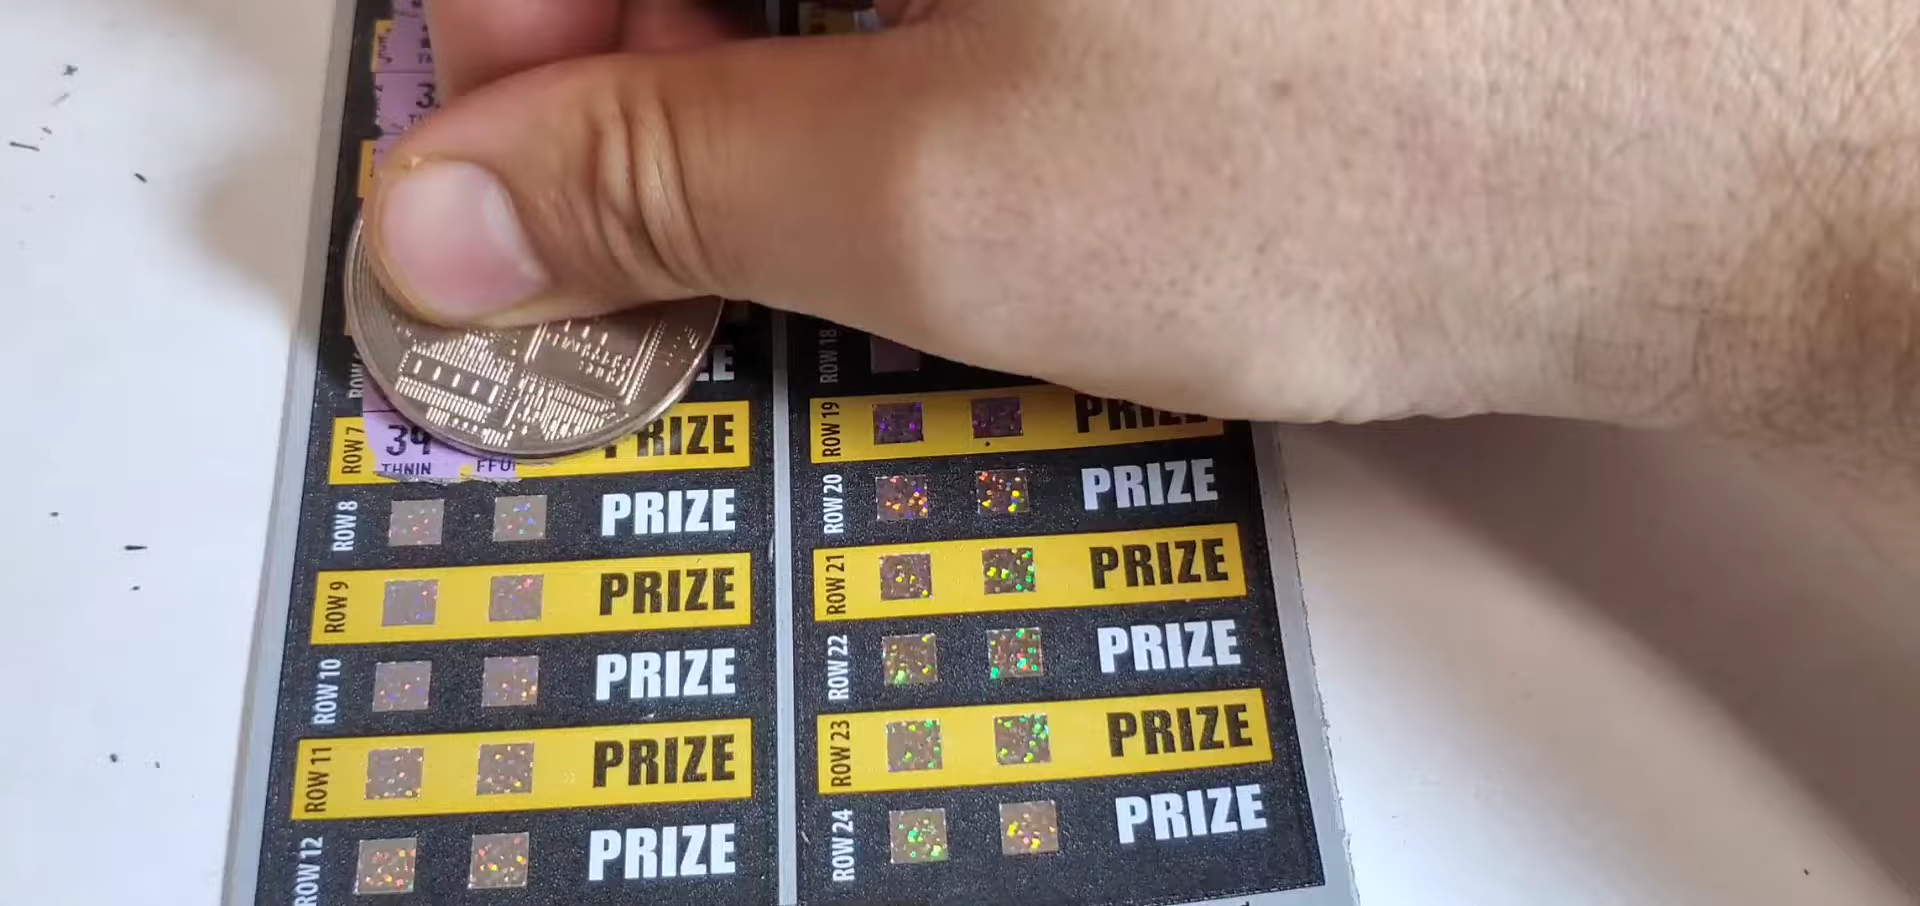 ROW 7 39 PRIZE
THNIN
ROW 8 PRIZE
ROW 9 PRIZE
ROW 10 PRIZE
ROW 11 PRIZE
ROW 12 PRIZE
ROW 18
ROW 19 PRIZE
ROW 20 PRIZE
ROW 21 PRIZE
ROW 22 PRIZE
ROW 23 PRIZE
ROW 24 PRIZE